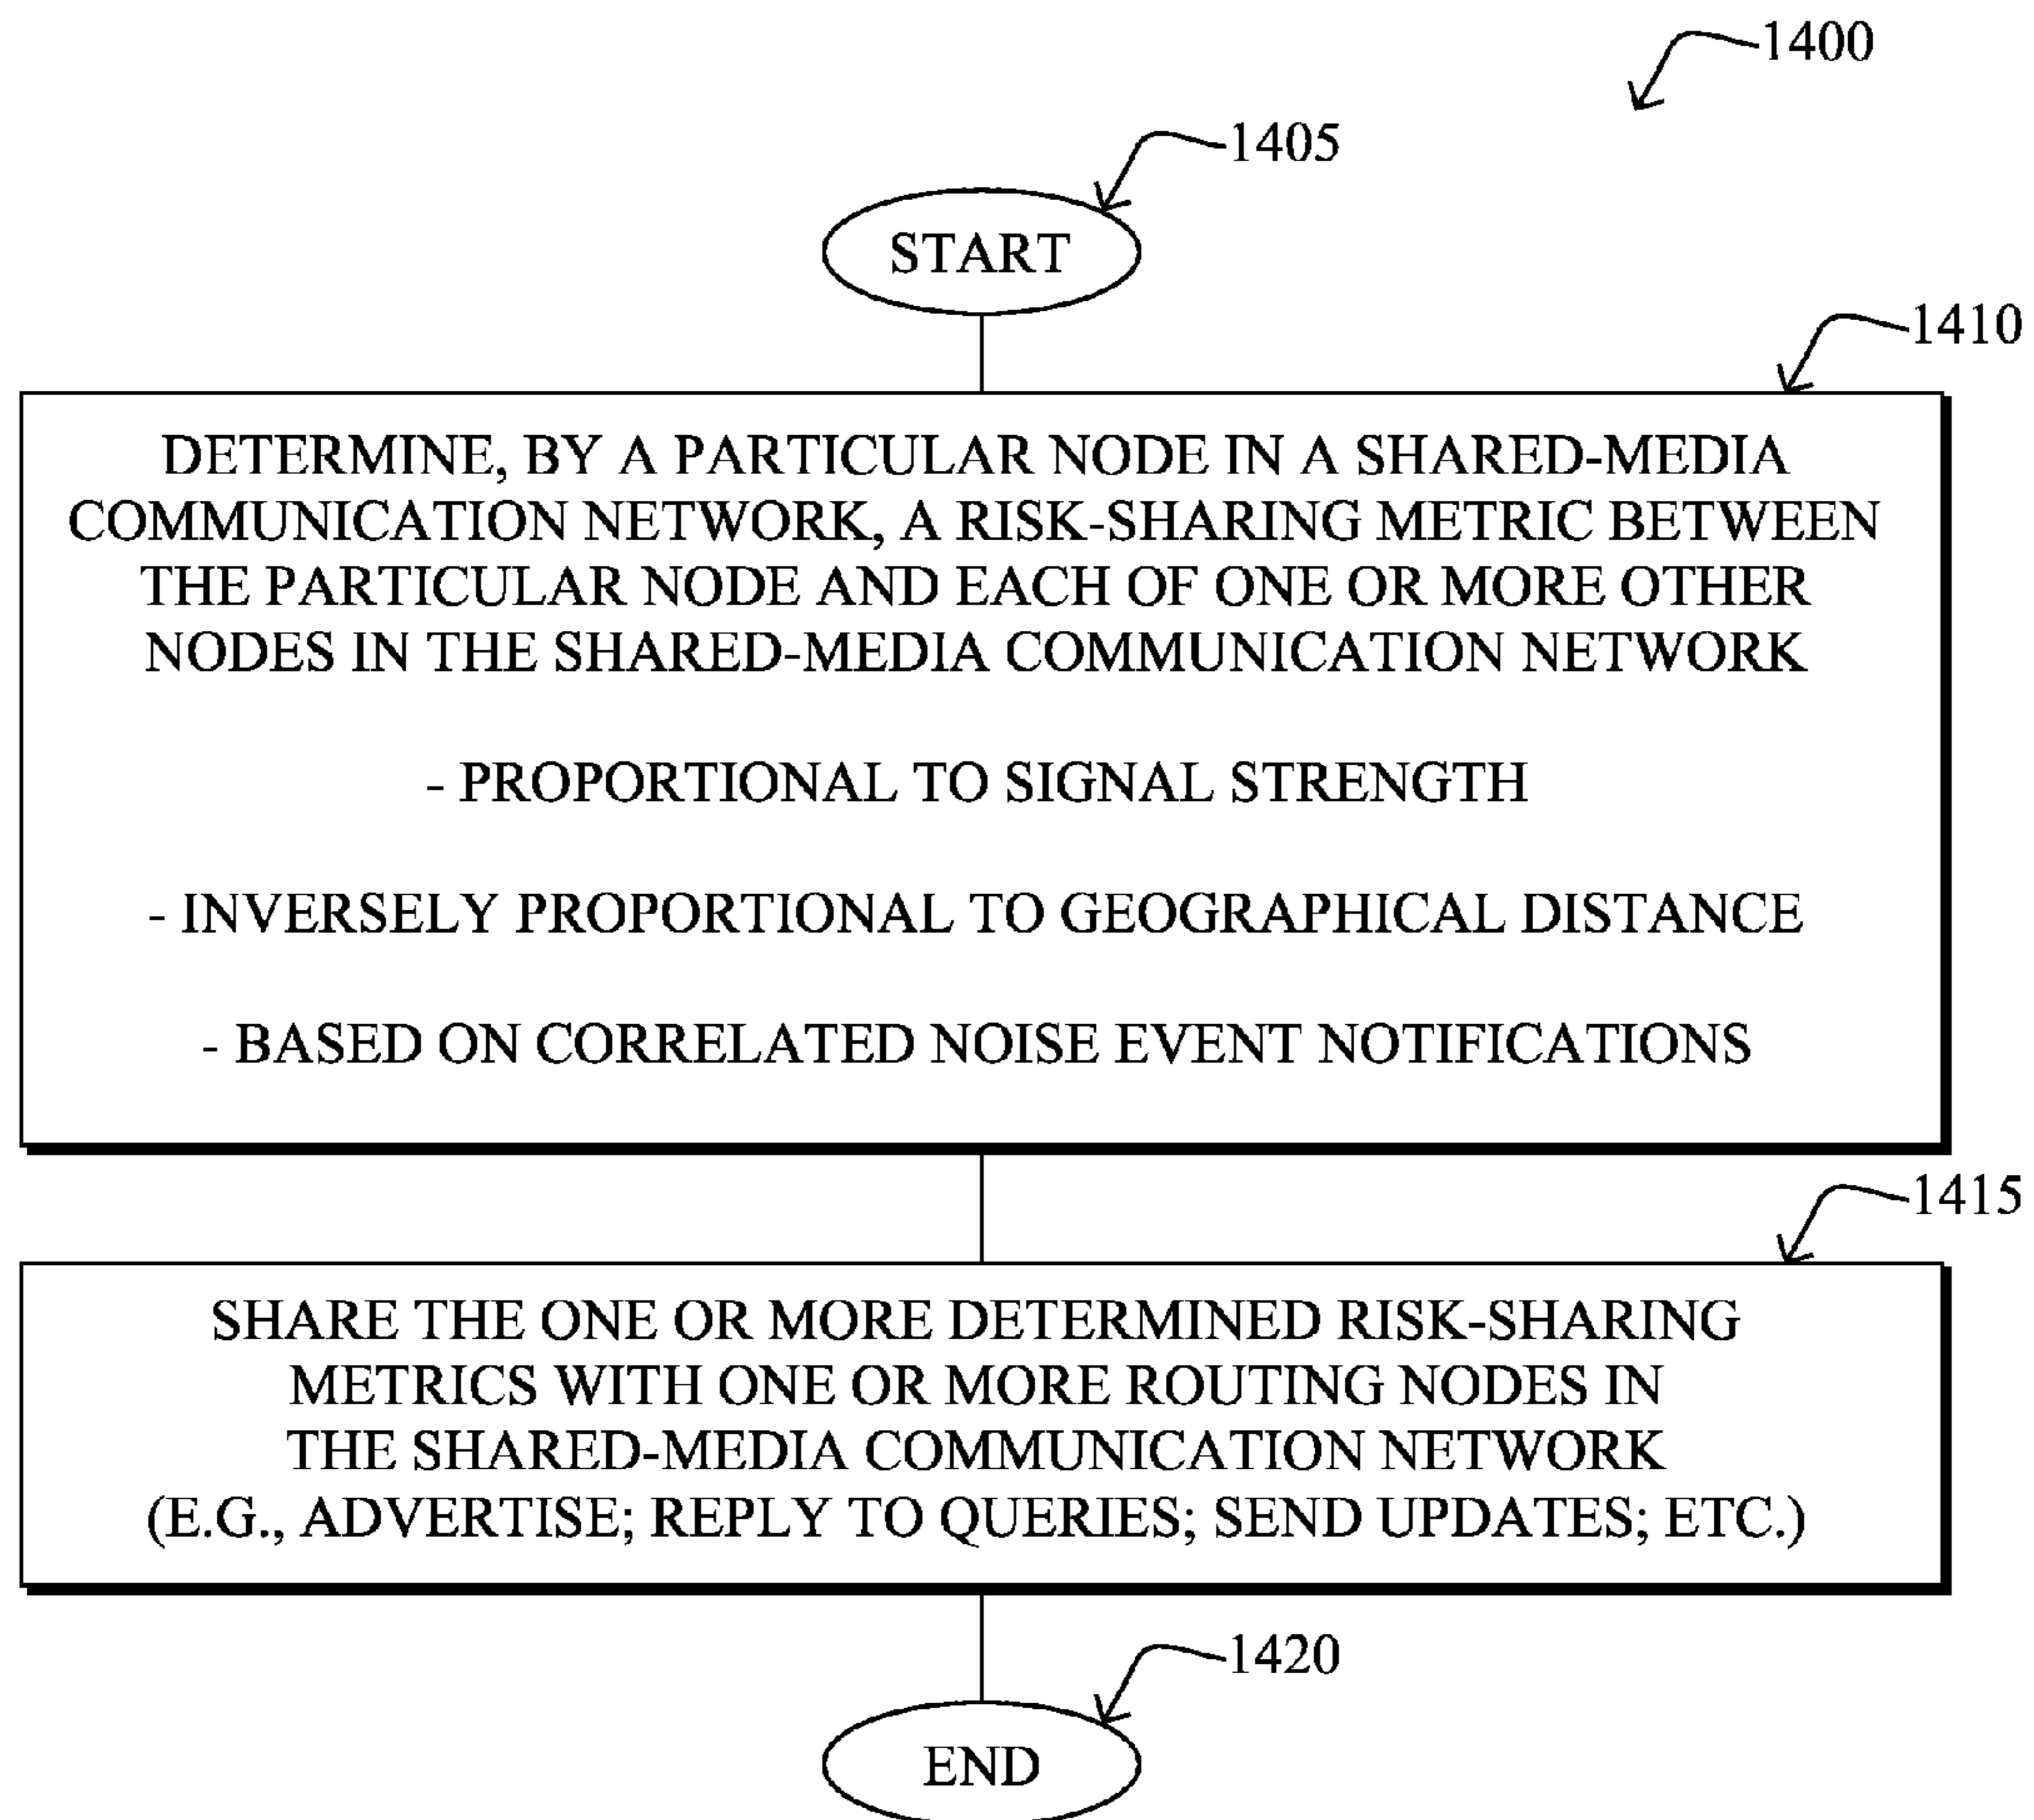 1400
1405
START
1410
DETERMINE, BY A PARTICULAR NODE IN A SHARED-MEDIA
COMMUNICATION NETWORK, A RISK-SHARING METRIC BETWEEN
THE PARTICULAR NODE AND EACH OF ONE OR MORE OTHER
NODES IN THE SHARED-MEDIA COMMUNICATION NETWORK
- PROPORTIONAL TO SIGNAL STRENGTH
- INVERSELY PROPORTIONAL TO GEOGRAPHICAL DISTANCE
- BASED ON CORRELATED NOISE EVENT NOTIFICATIONS
1415
SHARE THE ONE OR MORE DETERMINED RISK-SHARING
METRICS WITH ONE OR MORE ROUTING NODES IN
THE SHARED-MEDIA COMMUNICATION NETWORK
(E.G., ADVERTISE; REPLY TO QUERIES; SEND UPDATES; ETC.)
1420
END